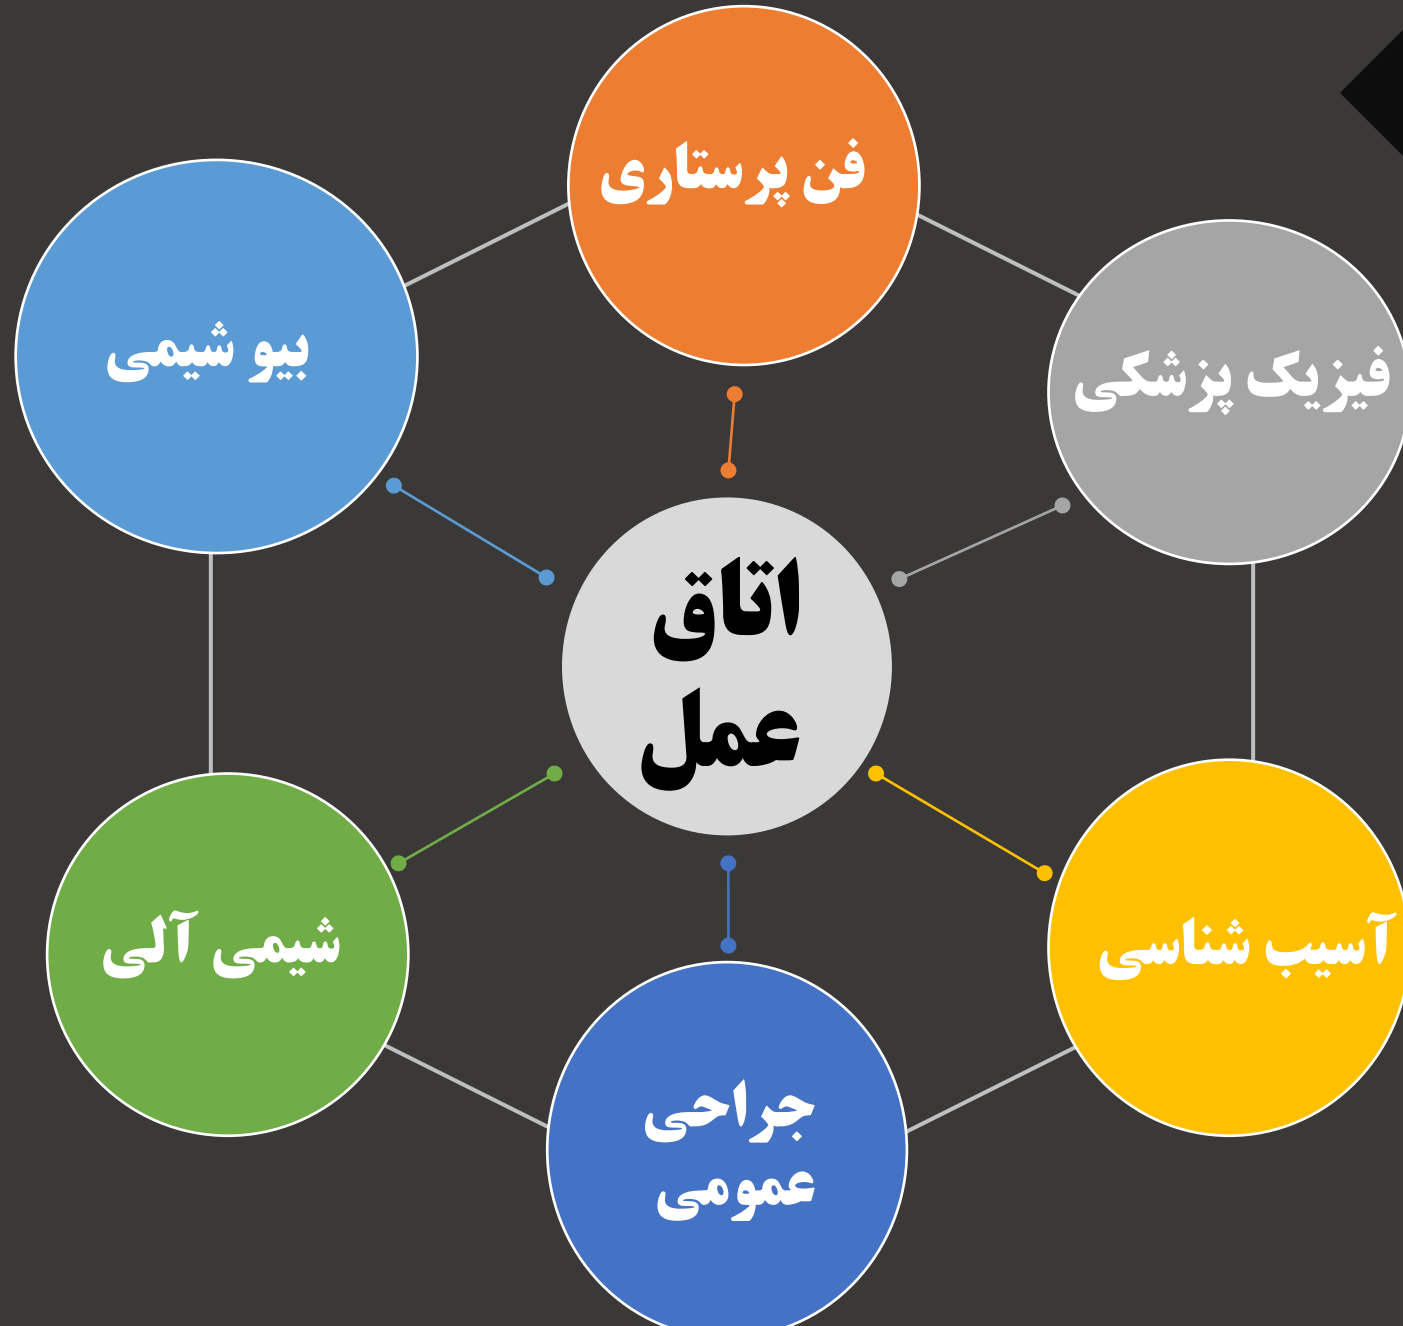 فن پرستاری
فیزیک پزشکی
بیو شیمی
اتاق
عمل
آسیب شناسی
شیمی آلی
جراحی
عمومی